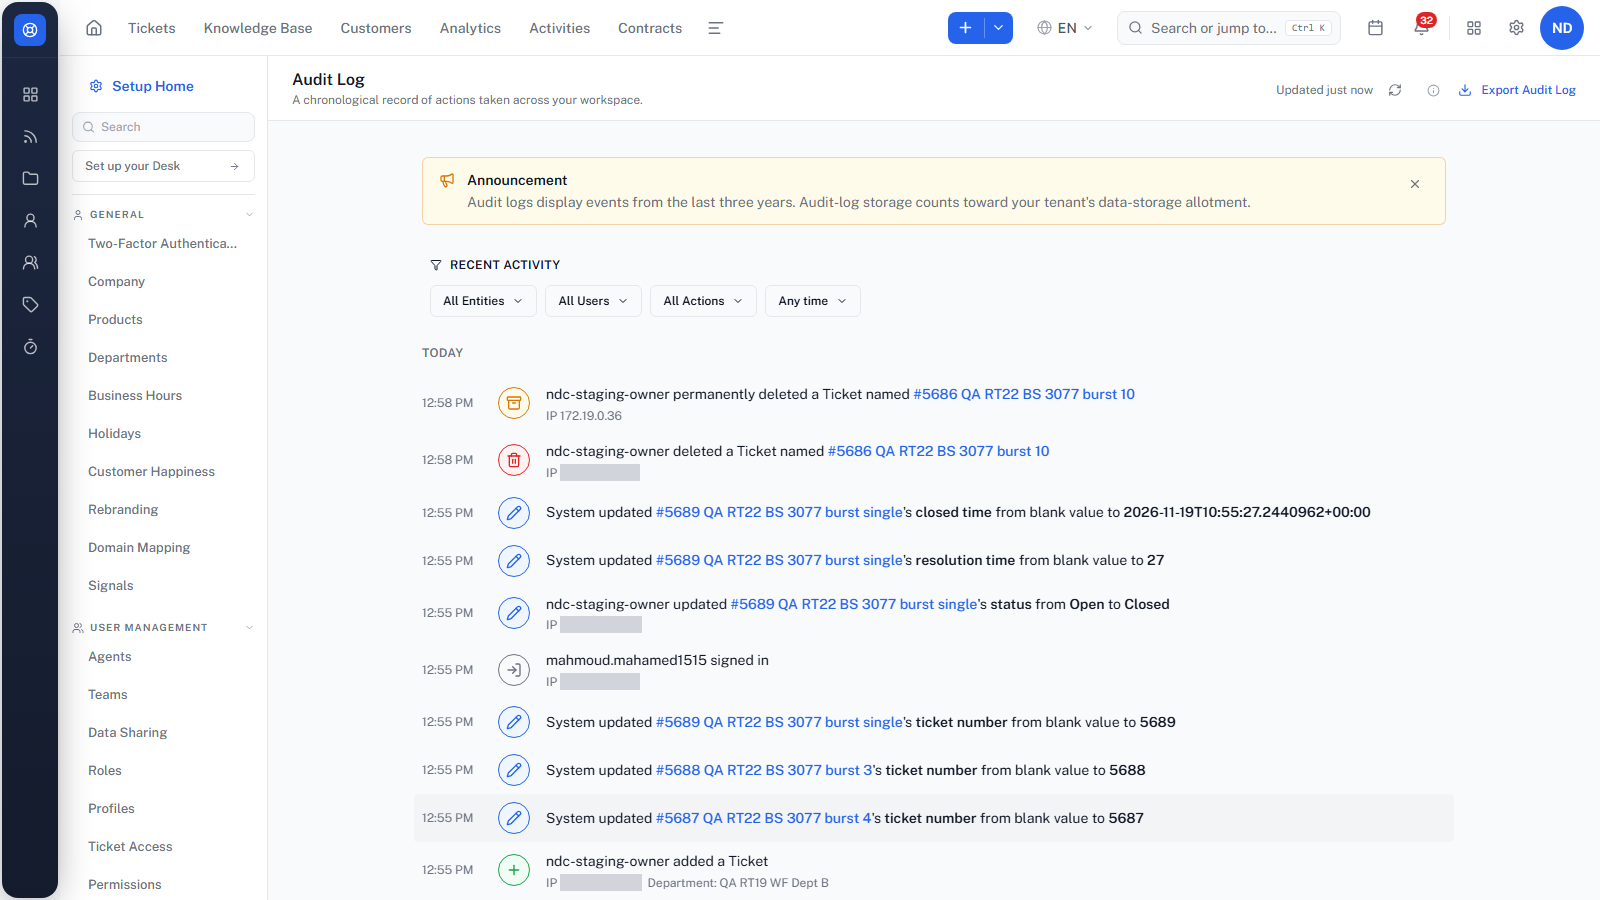 Tickets
Knowledge Base
Customers
Analytics
Activities
Contracts
EN
Search or jump to...
Ctrl K
32
ND
Setup Home
Search
Set up your Desk
GENERAL
Two-Factor Authentica...
Company
Products
Departments
Business Hours
Holidays
Customer Happiness
Rebranding
Domain Mapping
Signals
USER MANAGEMENT
Agents
Teams
Data Sharing
Roles
Profiles
Ticket Access
Permissions
Audit Log
A chronological record of actions taken across your workspace.
Updated just now
Export Audit Log
Announcement
Audit logs display events from the last three years. Audit-log storage counts toward your tenant's data-storage allotment.
RECENT ACTIVITY
All Entities
All Users
All Actions
Any time
TODAY
12:58 PM
ndc-staging-owner permanently deleted a Ticket named #5686 QA RT22 BS 3077 burst 10
IP 172.19.0.36
12:58 PM
ndc-staging-owner deleted a Ticket named #5686 QA RT22 BS 3077 burst 10
IP
12:55 PM
System updated #5689 QA RT22 BS 3077 burst single's closed time from blank value to 2026-11-19T10:55:27.2440962+00:00
12:55 PM
System updated #5689 QA RT22 BS 3077 burst single's resolution time from blank value to 27
12:55 PM
ndc-staging-owner updated #5689 QA RT22 BS 3077 burst single's status from Open to Closed
IP
12:55 PM
mahmoud.mahamed1515 signed in
IP
12:55 PM
System updated #5689 QA RT22 BS 3077 burst single's ticket number from blank value to 5689
12:55 PM
System updated #5688 QA RT22 BS 3077 burst 3's ticket number from blank value to 5688
12:55 PM
System updated #5687 QA RT22 BS 3077 burst 4's ticket number from blank value to 5687
12:55 PM
ndc-staging-owner added a Ticket
IP
Department: QA RT19 WF Dept B